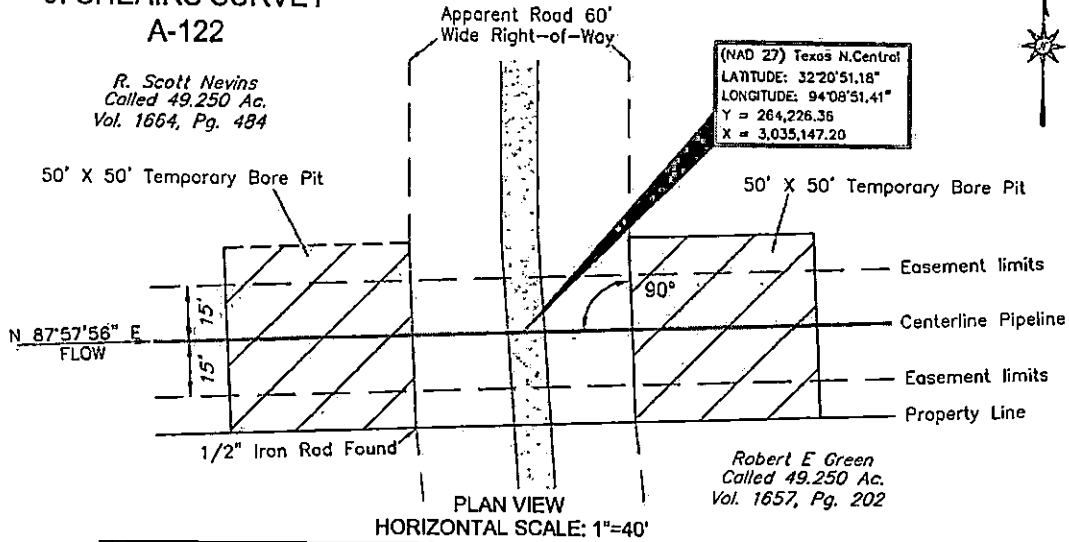 A-122
R. Scott Nevins
Called 49.250 Ac.
Vol. 1664, Pg. 484
Apparent Road 60'
Wide Right-of-Way
(NAD 27) Texas N.Central
LATITUDE: 32°20'51.18"
LONGITUDE: 94°08'51.41"
Y = 264,226.36
X = 3,035,147.20
N
50' X 50' Temporary Bore Pit
50' X 50' Temporary Bore Pit
Easement limits
90°
15'
N 87°57'56" E
FLOW
Centerline Pipeline
15'
Easement limits
Property Line
1/2" Iron Rod Found
Robert E Green
Called 49.250 Ac.
Vol. 1657, Pg. 202
PLAN VIEW
HORIZONTAL SCALE: 1"=40'